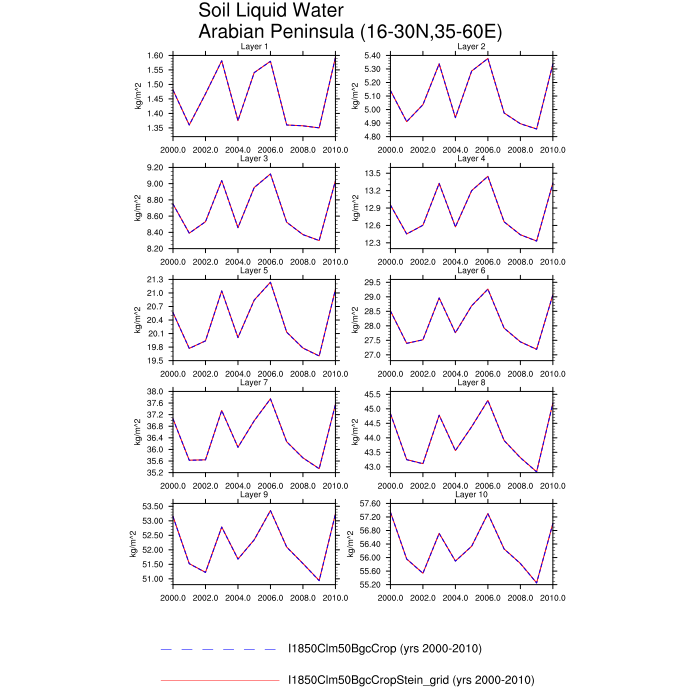 Soil Liquid Water
Arabian Peninsula (16-30N,35-60E)
Layer 1
kg/m^2
1.60
1.55
1.50
1.45
1.40
1.35
2000.0 2002.0 2004.0 2006.0 2008.0 2010.0
Layer 2
kg/m^2
5.40
5.30
5.20
5.10
5.00
4.90
4.80
2000.0 2002.0 2004.0 2006.0 2008.0 2010.0
Layer 3
kg/m^2
9.20
9.00
8.80
8.60
8.40
8.20
2000.0 2002.0 2004.0 2006.0 2008.0 2010.0
Layer 4
kg/m^2
13.5
13.2
12.9
12.6
12.3
2000.0 2002.0 2004.0 2006.0 2008.0 2010.0
Layer 5
kg/m^2
21.3
21.0
20.7
20.4
20.1
19.8
19.5
2000.0 2002.0 2004.0 2006.0 2008.0 2010.0
Layer 6
kg/m^2
29.5
29.0
28.5
28.0
27.5
27.0
2000.0 2002.0 2004.0 2006.0 2008.0 2010.0
Layer 7
kg/m^2
38.0
37.6
37.2
36.8
36.4
36.0
35.6
35.2
2000.0 2002.0 2004.0 2006.0 2008.0 2010.0
Layer 8
kg/m^2
45.5
45.0
44.5
44.0
43.5
43.0
2000.0 2002.0 2004.0 2006.0 2008.0 2010.0
Layer 9
kg/m^2
53.50
53.00
52.50
52.00
51.50
51.00
2000.0 2002.0 2004.0 2006.0 2008.0 2010.0
Layer 10
kg/m^2
57.60
57.20
56.80
56.40
56.00
55.60
55.20
2000.0 2002.0 2004.0 2006.0 2008.0 2010.0
I1850Clm50BgcCrop (yrs 2000-2010)
I1850Clm50BgcCropStein_grid (yrs 2000-2010)